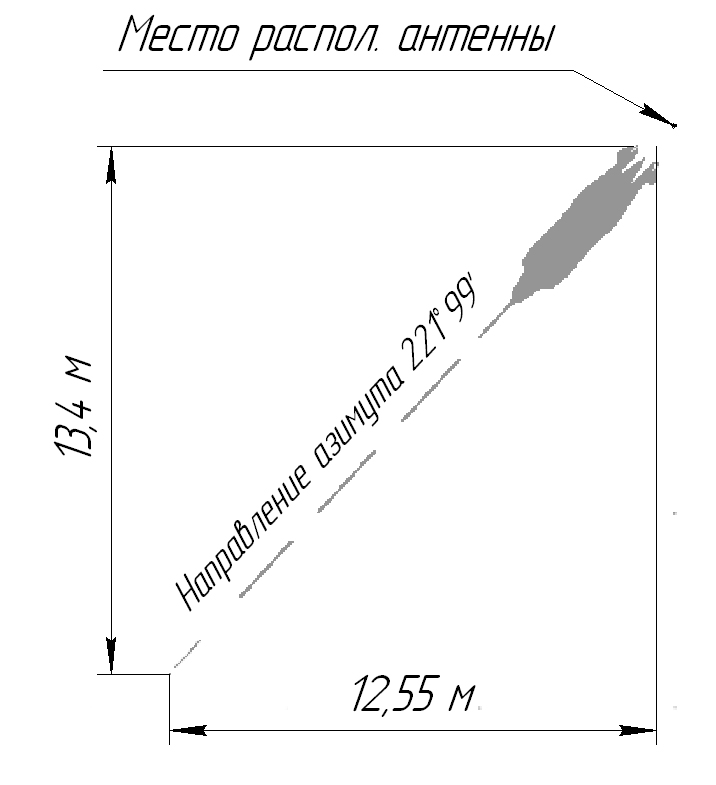 Место распол. антенны
Направление азимута 221° 99'
13,4 м
12,55 м